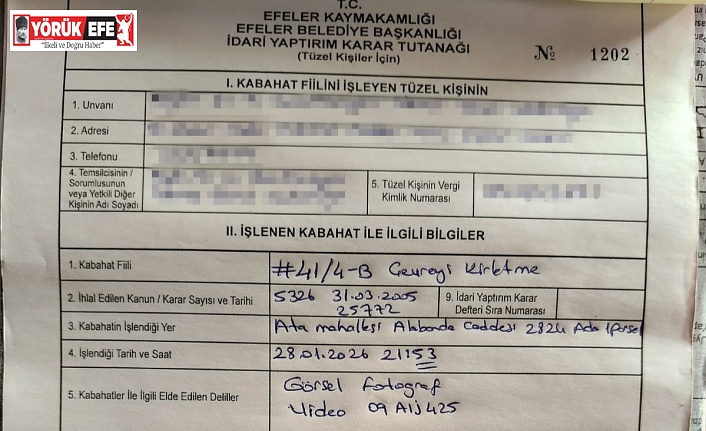 YÖRÜK EFE
"İlkeli ve Doğru Haber"
T.C.
EFELER KAYMAKAMLIĞI
EFELER BELEDİYE BAŞKANLIĞI
İDARİ YAPTIRIM KARAR TUTANAĞI
(Tüzel Kişiler İçin)
№ 1202
I. KABAHAT FİİLİNİ İŞLEYEN TÜZEL KİŞİNİN
1. Unvanı
2. Adresi
3. Telefonu
4. Temsilcisinin /
Sorumlusunun
veya Yetkili Diğer
Kişinin Adı Soyadı
5. Tüzel Kişinin Vergi
Kimlik Numarası
II. İŞLENEN KABAHAT İLE İLGİLİ BİLGİLER
1. Kabahat Fiili
#41/4-B Çevreyi Kirletme
2. İhlal Edilen Kanun / Karar Sayısı ve Tarihi
5326 31.03.2005
25772
9. İdari Yaptırım Karar
Defteri Sıra Numarası
3. Kabahatin İşlendiği Yer
Ata mahallesi Caddesi 2824 Ada 1 Parsel
4. İşlendiği Tarih ve Saat
28.01.2026 21:53
5. Kabahatler İle İlgili Elde Edilen Deliller
Görsel fotoğraf
Video 09 AIJ 425